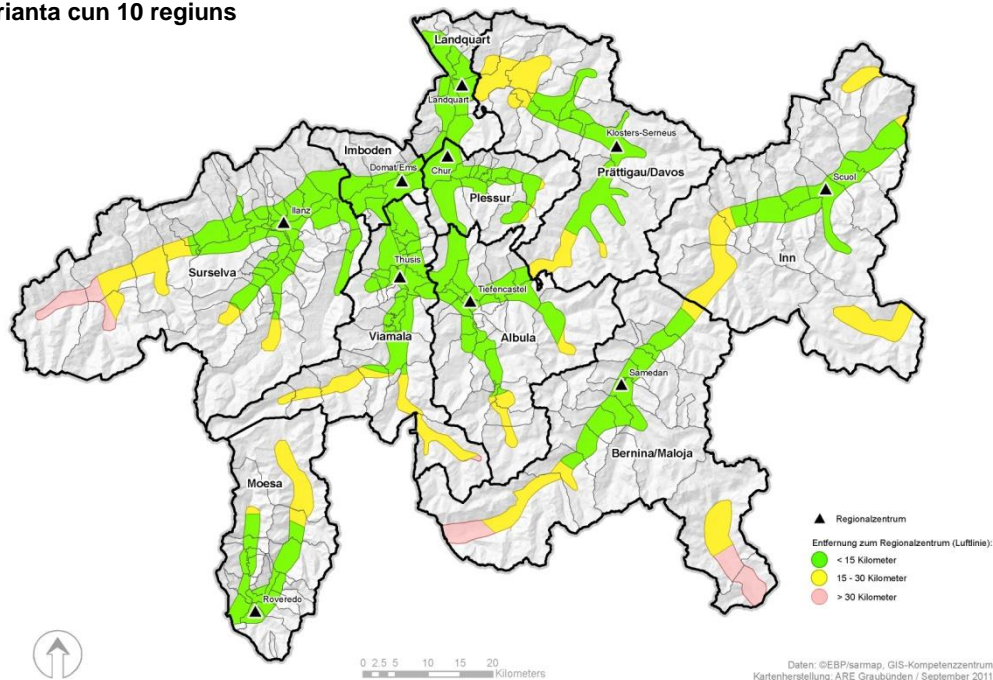 rianta cun 10 regiuns
Landquart
Landquart
Klosters-Serneus
Imboden
Domat/Ems
Chur
Prättigau/Davos
Plessur
Scuol
Ilanz
Inn
Surselva
Thusis
Tiefencastel
Viamala
Albula
Samedan
Bernina/Maloja
Moesa
Roveredo
Regionalzentrum
Entfernung zum Regionalzentrum (Luftlinie):
< 15 Kilometer
15 - 30 Kilometer
> 30 Kilometer
0 2.5 5 10 15 20
Kilometers
Daten: ©EBP/sarmap, GIS-Kompetenzzentrum
Kartenherstellung: ARE Graubünden / September 2011